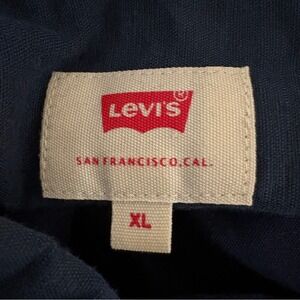 LeVI'S
®
SAN FRANCISCO, CAL.
XL